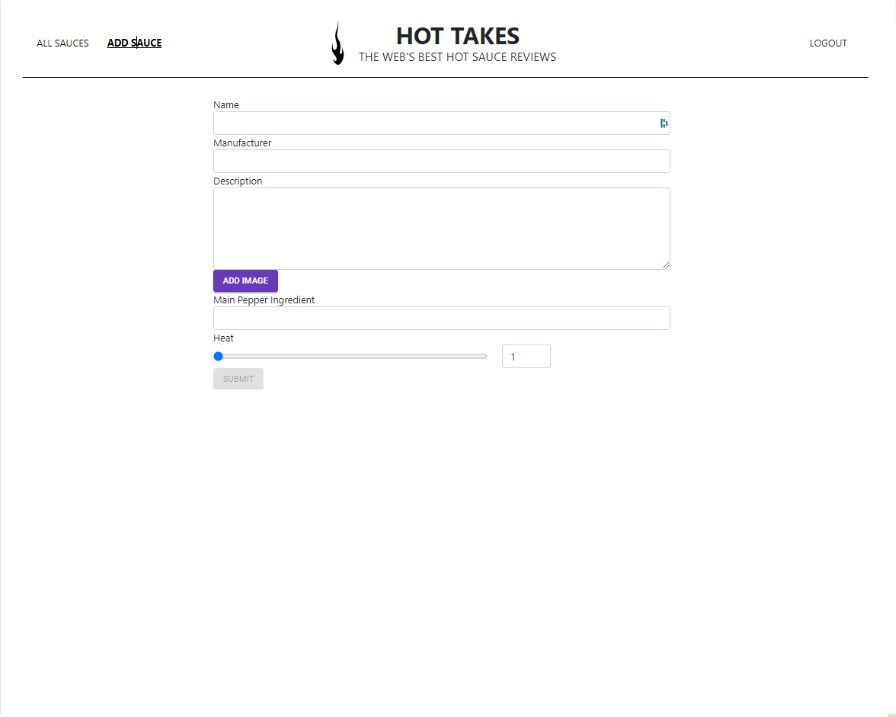 ALL SAUCES
ADD SAUCE
HOT TAKES
THE WEB'S BEST HOT SAUCE REVIEWS
LOGOUT
Name
Manufacturer
Description
ADD IMAGE
Main Pepper Ingredient
Heat
1
SUBMIT